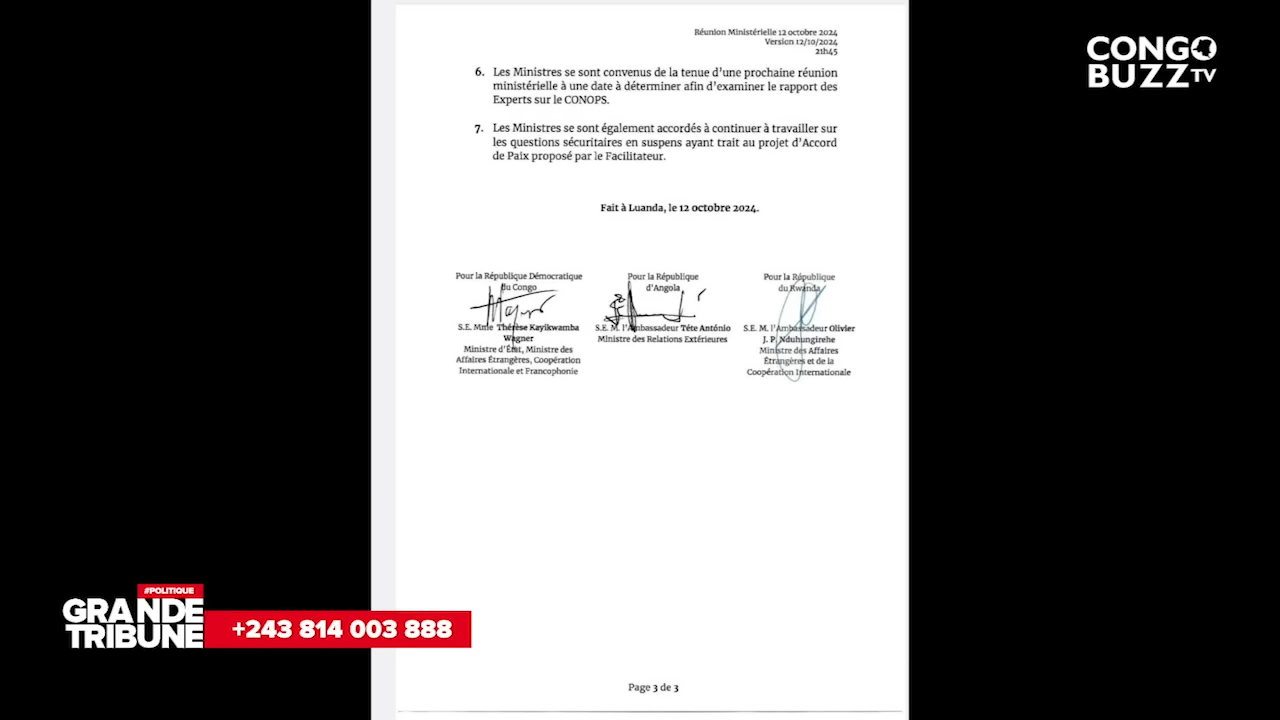 Réunion Ministérielle 12 octobre 2024
Version 12/10/2024
21h45
CONGO
BUZZ TV
6. Les Ministres se sont convenus de la tenue d'une prochaine réunion
ministérielle à une date à déterminer afin d'examiner le rapport des
Experts sur le CONOPS.
7. Les Ministres se sont également accordés à continuer à travailler sur
les questions sécuritaires en suspens ayant trait au projet d'Accord
de Paix proposé par le Facilitateur.
Fait à Luanda, le 12 octobre 2024.
Pour la République Démocratique
du Congo
S.E. Mme Thérèse Kayikwamba
Wagner
Ministre d'État, Ministre des
Affaires Étrangères, Coopération
Internationale et Francophonie
Pour la République
d'Angola
S.E. M. l'Ambassadeur Téte António
Ministre des Relations Extérieures
Pour la République
du Rwanda
S.E. M. l'Ambassadeur Olivier
J. P. Nduhungirehe
Ministre des Affaires
Étrangères et de la
Coopération Internationale
#POLITIQUE
GRANDE
TRIBUNE
+243 814 003 888
Page 3 de 3